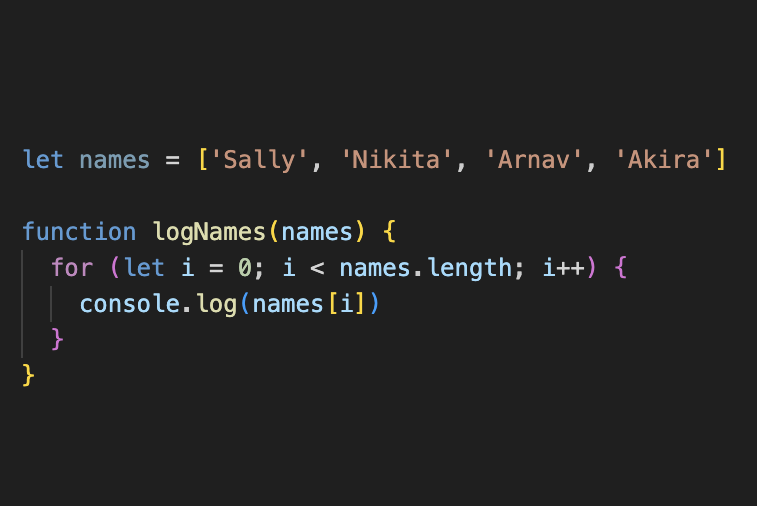 let names = ['Sally', 'Nikita', 'Arnav', 'Akira']
function logNames(names) {
for (let i = 0; i < names.length; i++) {
console.log(names[i])
}
}